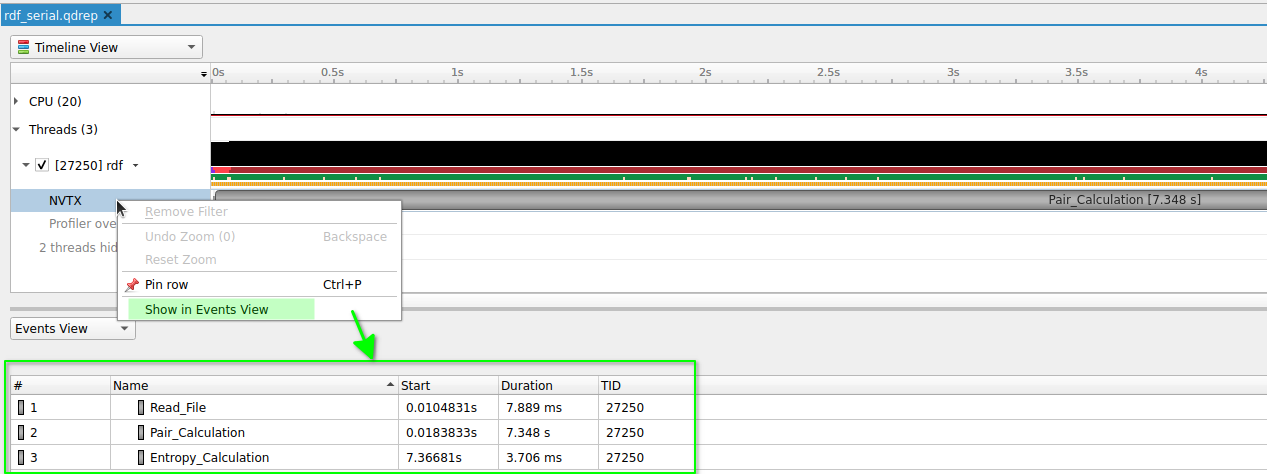 rdf_serial.qdrep ×
Timeline View
0s 0.5s 1s 1.5s 2s 2.5s 3s 3.5s 4s
CPU (20)
Threads (3)
[27250] rdf
NVTX
Pair_Calculation [7.348 s]
Remove Filter
Profiler ove
Undo Zoom (0) Backspace
2 threads hid
Reset Zoom
Pin row Ctrl+P
Show in Events View
Events View
# Name Start Duration TID
1 Read_File 0.0104831s 7.889 ms 27250
2 Pair_Calculation 0.0183833s 7.348 s 27250
3 Entropy_Calculation 7.36681s 3.706 ms 27250